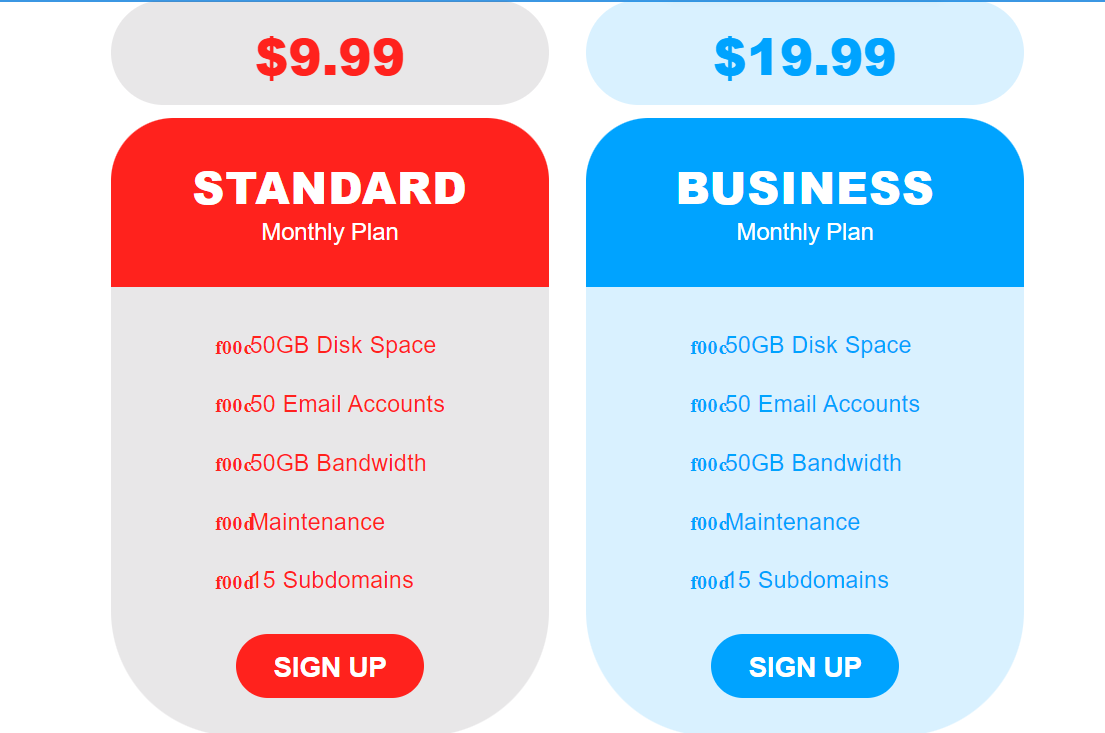 $9.99
STANDARD
Monthly Plan
f00c50GB Disk Space
f00c50 Email Accounts
f00c50GB Bandwidth
f00dMaintenance
f00d15 Subdomains
SIGN UP
$19.99
BUSINESS
Monthly Plan
f00c50GB Disk Space
f00c50 Email Accounts
f00c50GB Bandwidth
f00dMaintenance
f00d15 Subdomains
SIGN UP